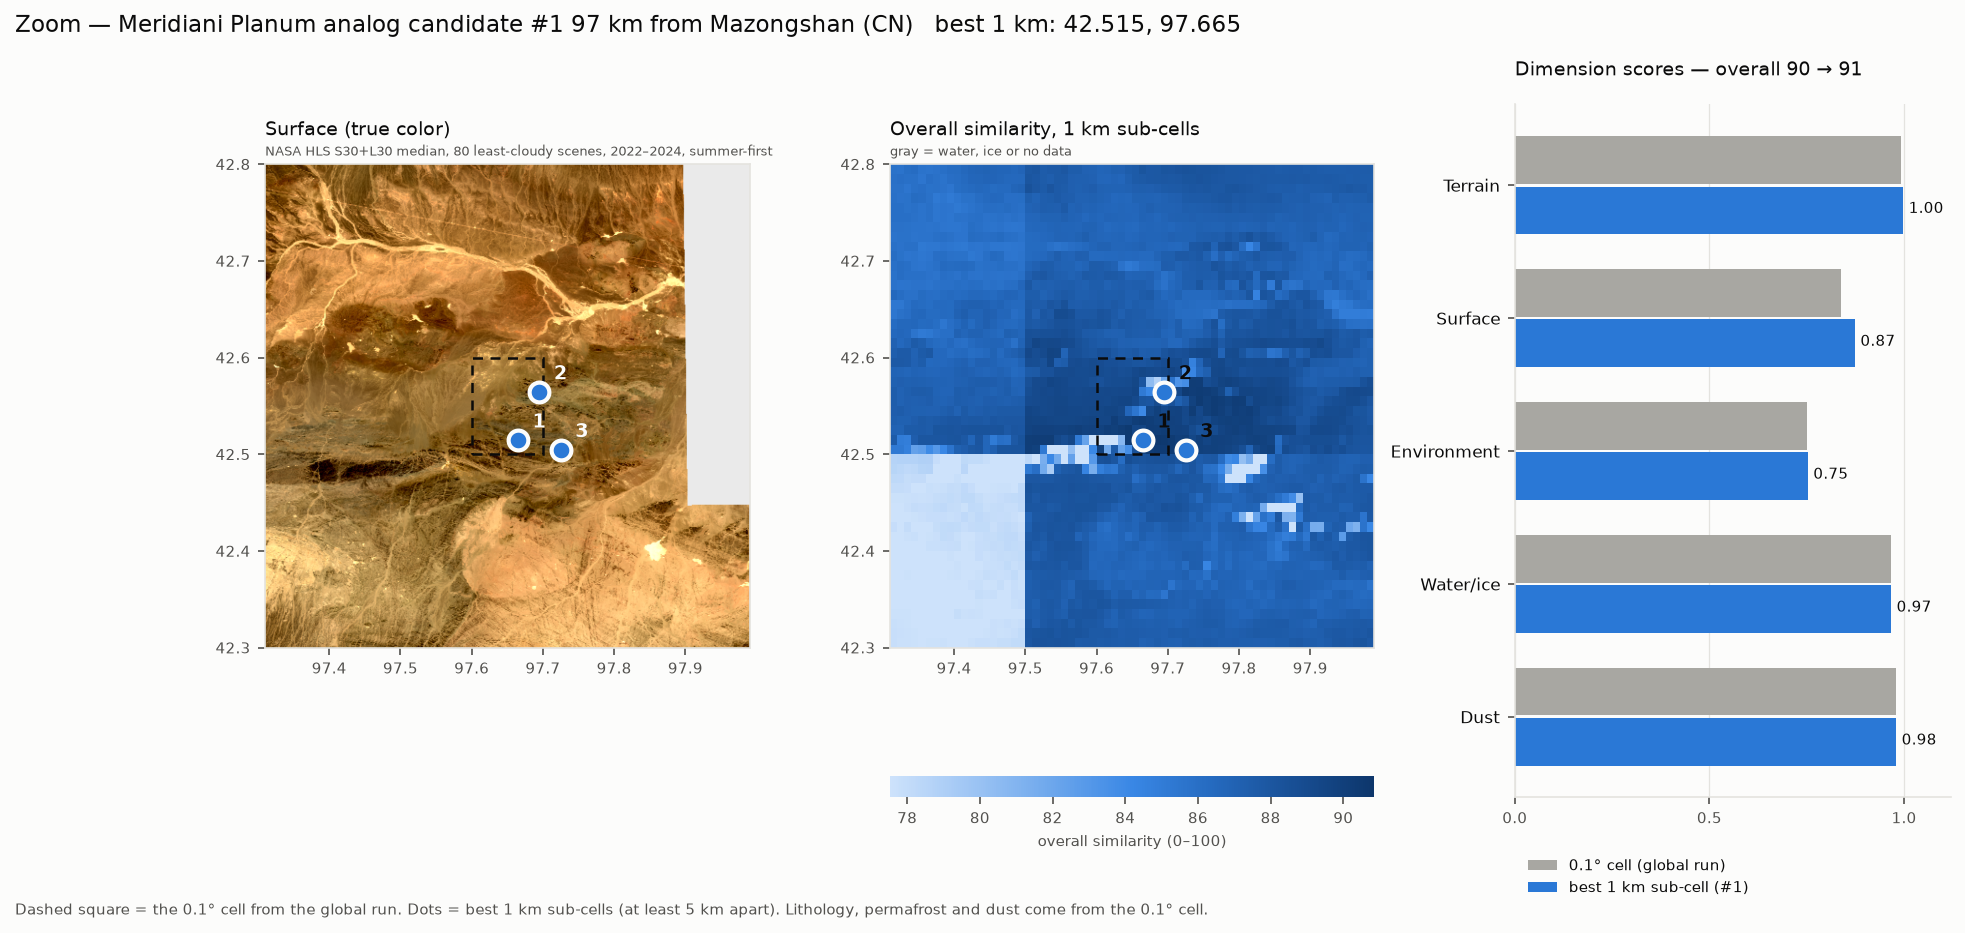 Zoom — Meridiani Planum analog candidate #1 97 km from Mazongshan (CN)   best 1 km: 42.515, 97.665
Surface (true color)
NASA HLS S30+L30 median, 80 least-cloudy scenes, 2022–2024, summer-first
42.8
42.7
42.6
42.5
42.4
42.3
2
1
3
97.4 97.5 97.6 97.7 97.8 97.9
Overall similarity, 1 km sub-cells
gray = water, ice or no data
42.8
42.7
42.6
42.5
42.4
42.3
2
1
3
97.4 97.5 97.6 97.7 97.8 97.9
78 80 82 84 86 88 90
overall similarity (0–100)
Dimension scores — overall 90 → 91
Terrain 1.00
Surface 0.87
Environment 0.75
Water/ice 0.97
Dust 0.98
0.0 0.5 1.0
0.1° cell (global run)
best 1 km sub-cell (#1)
Dashed square = the 0.1° cell from the global run. Dots = best 1 km sub-cells (at least 5 km apart). Lithology, permafrost and dust come from the 0.1° cell.